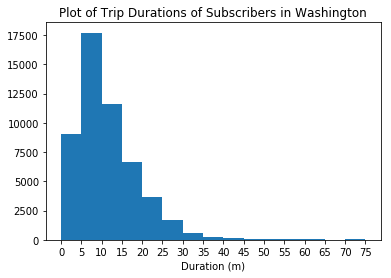 Plot of Trip Durations of Subscribers in Washington
17500
15000
12500
10000
7500
5000
2500
0
0 5 10 15 20 25 30 35 40 45 50 55 60 65 70 75
Duration (m)